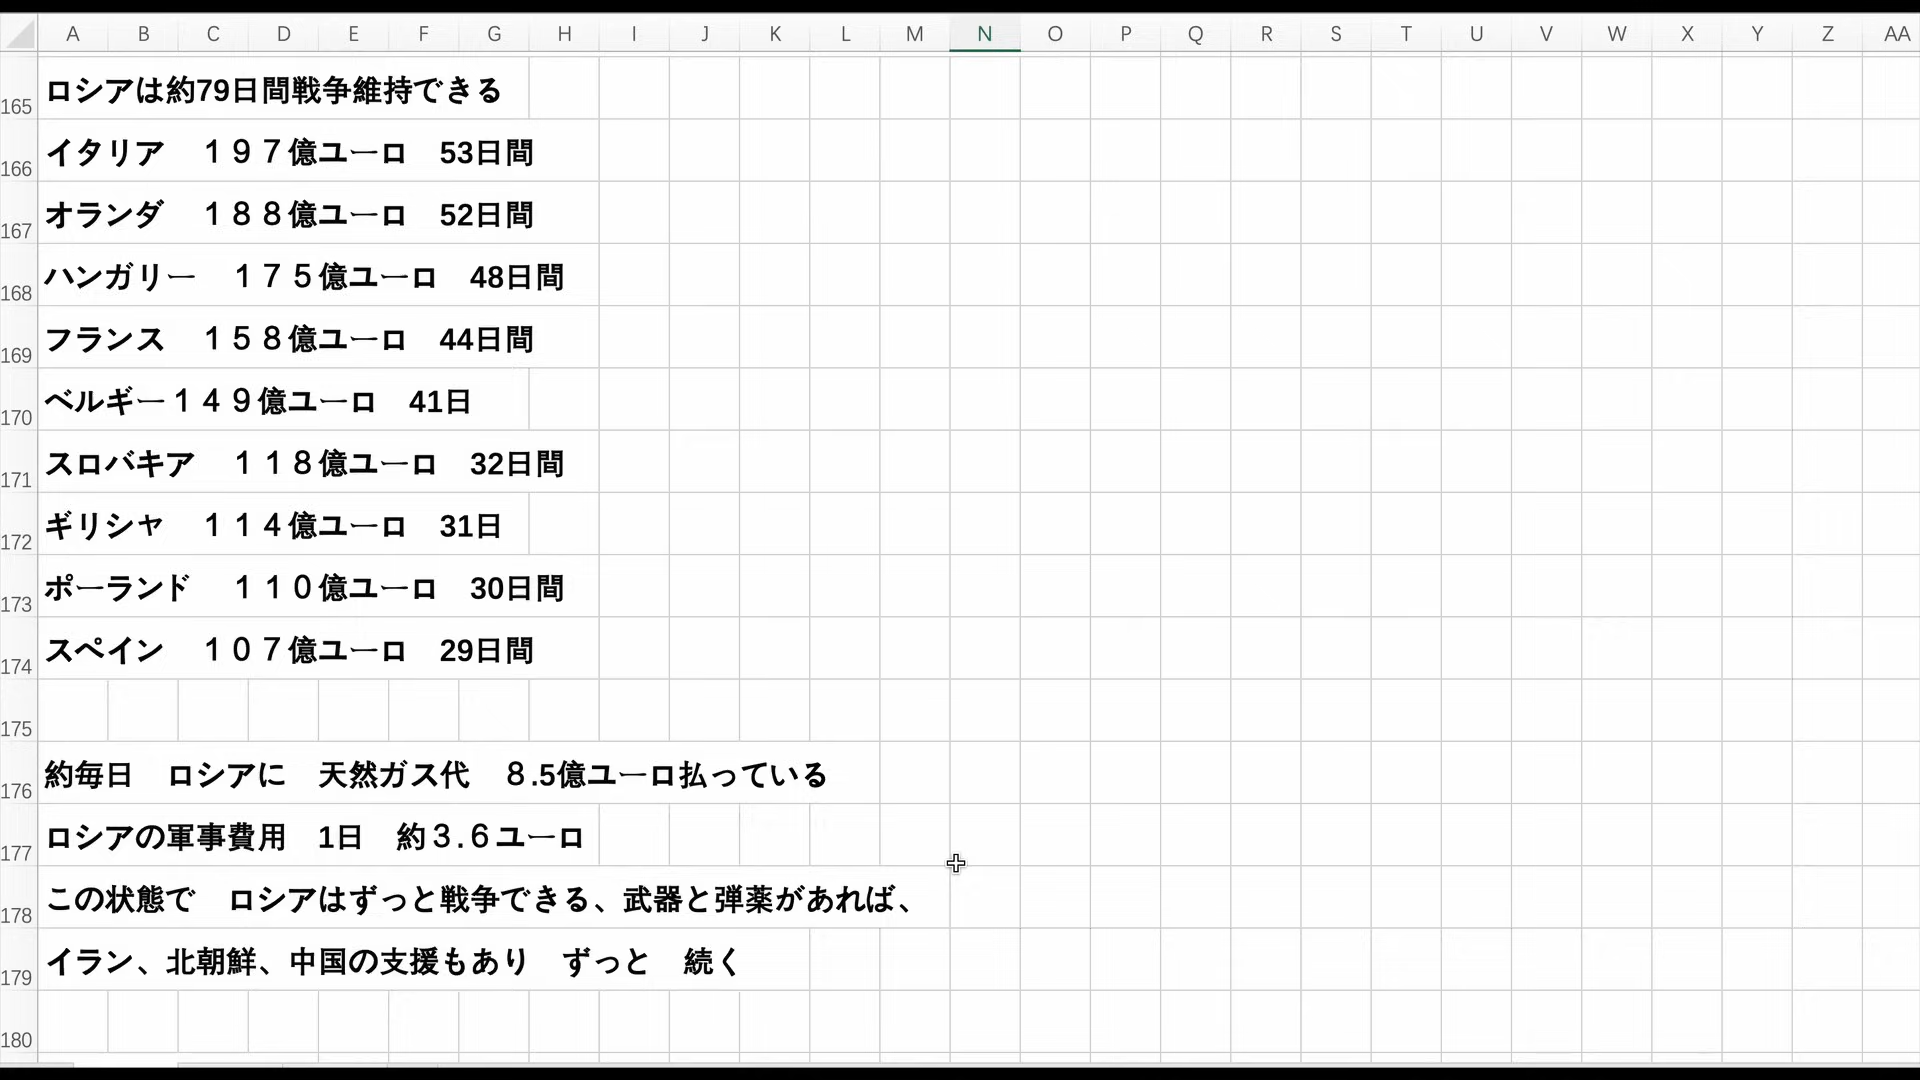 A B C D E F G H I J K L M N O P Q R S T U V W X Y Z AA
165 ロシアは約79日間戦争維持できる
166 イタリア　１９７億ユーロ　53日間
167 オランダ　１８８億ユーロ　52日間
168 ハンガリー　１７５億ユーロ　48日間
169 フランス　１５８億ユーロ　44日間
170 ベルギー１４９億ユーロ　41日
171 スロバキア　１１８億ユーロ　32日間
172 ギリシャ　１１４億ユーロ　31日
173 ポーランド　１１０億ユーロ　30日間
174 スペイン　１０７億ユーロ　29日間
175
176 約毎日　ロシアに　天然ガス代　８.5億ユーロ払っている
177 ロシアの軍事費用　1日　約３.６ユーロ
178 この状態で　ロシアはずっと戦争できる、武器と弾薬があれば、
179 イラン、北朝鮮、中国の支援もあり　ずっと　続く
180